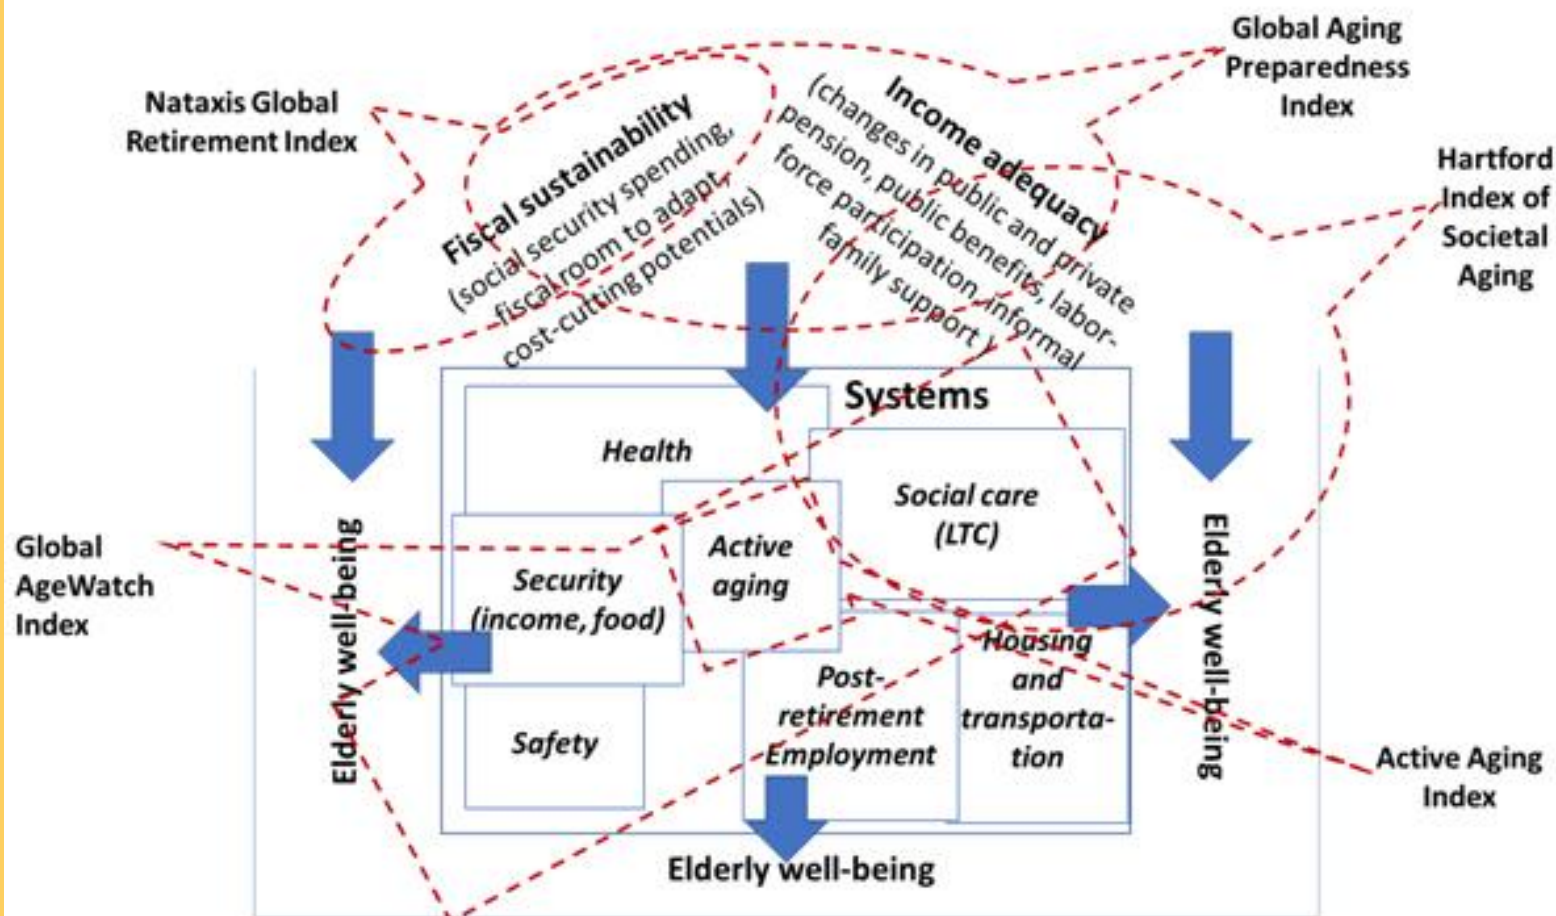 Global Aging
Preparedness
Index
Nataxis Global
Retirement Index
Hartford
Index of
Societal
Aging
Fiscal sustainability
(social security spending,
fiscal room to adapt,
cost-cutting potentials)
Income adequacy
(changes in public and private
pension, public benefits, labor-
force participation, informal
family support )
Systems
Health
Social care
(LTC)
Active
aging
Security
(income, food)
Safety
Post-
retirement
Employment
Housing
and
transporta-
tion
Global
AgeWatch
Index
Elderly well-being
Elderly well-being
Active Aging
Index
Elderly well-being